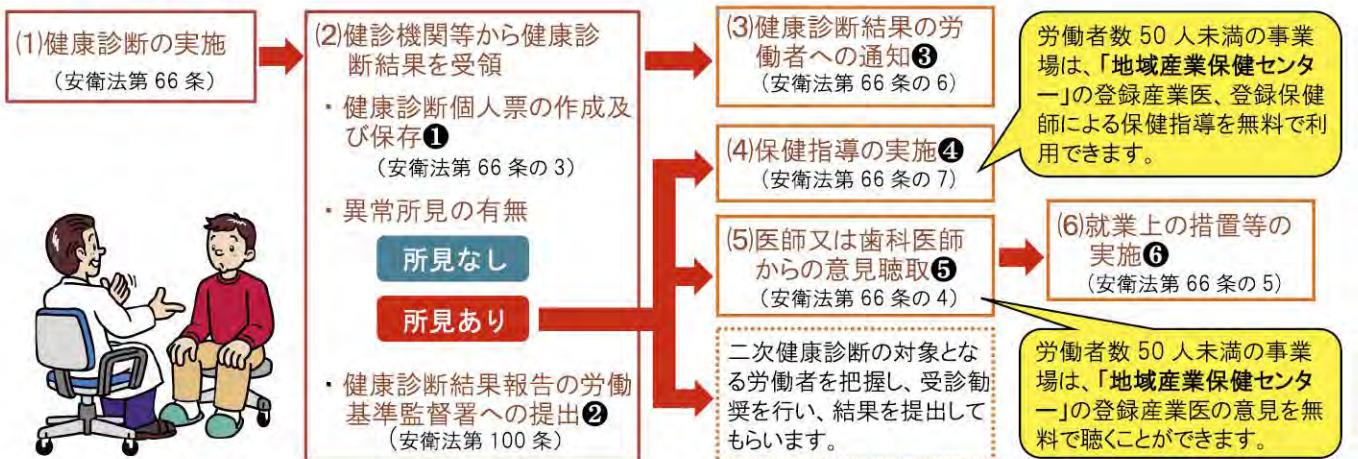 ⑴健康診断の実施
(安衛法第 66 条)
⑵健診機関等から健康診
断結果を受領
・健康診断個人票の作成及
び保存❶
(安衛法第 66 条の 3)
・異常所見の有無
所見なし
所見あり
・健康診断結果報告の労働
基準監督署への提出❷
(安衛法第 100 条)
⑶健康診断結果の労
働者への通知❸
(安衛法第 66 条の 6)
⑷保健指導の実施❹
(安衛法第 66 条の 7)
⑸医師又は歯科医師
からの意見聴取❺
(安衛法第 66 条の 4)
二次健康診断の対象とな
る労働者を把握し、受診勧
奨を行い、結果を提出して
もらいます。
労働者数 50 人未満の事業
場は、「地域産業保健センタ
ー」の登録産業医、登録保健
師による保健指導を無料で利
用できます。
⑹就業上の措置等の
実施❻
(安衛法第 66 条の 5)
労働者数 50 人未満の事業
場は、「地域産業保健センタ
ー」の登録産業医の意見を無
料で聴くことができます。